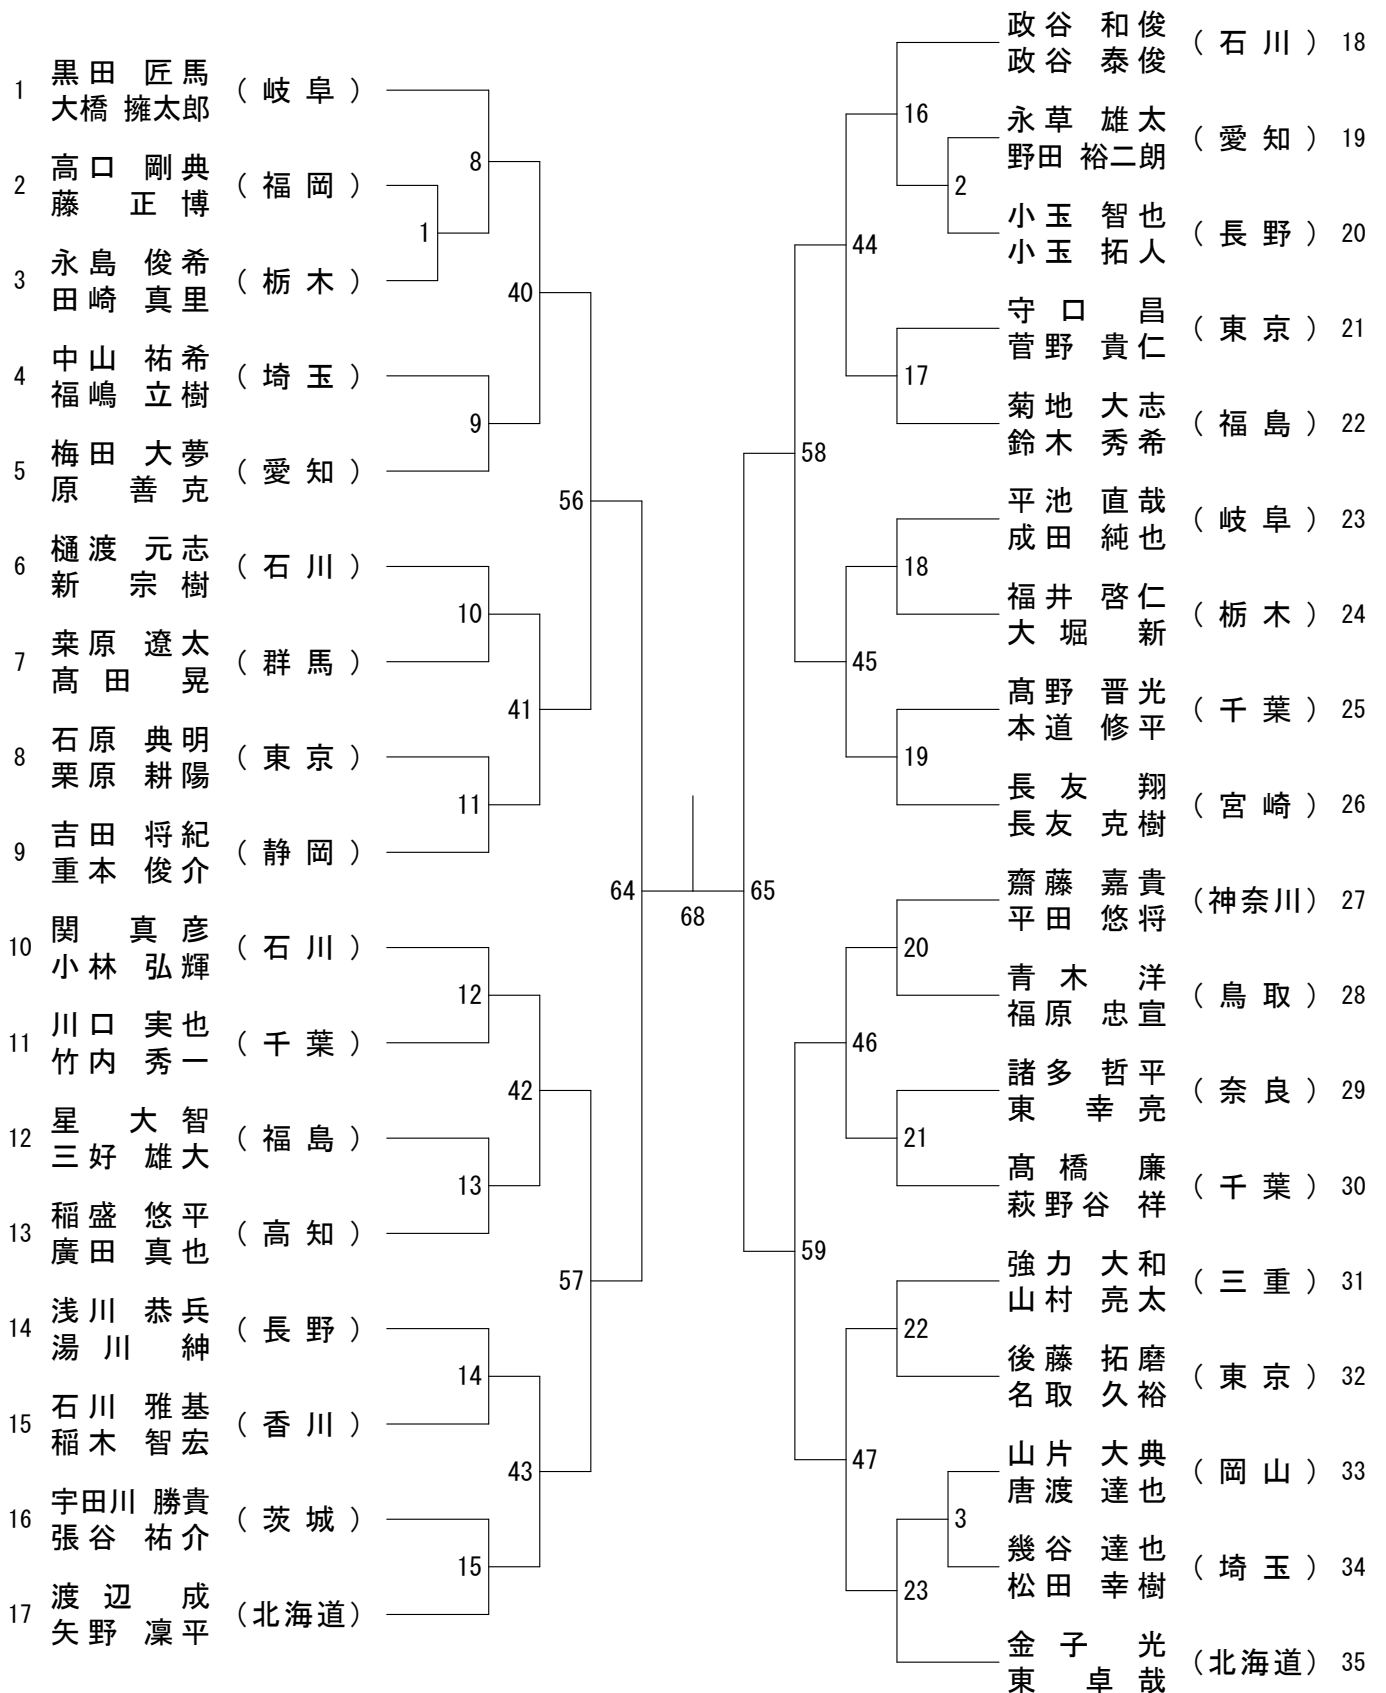 1 黒田 匠馬 (岐阜)
大橋 擁太郎
2 高口 剛典 (福岡)
藤 正博
3 永島 俊希 (栃木)
田崎 真里
4 中山 祐希 (埼玉)
福嶋 立樹
5 梅田 大夢 (愛知)
原 善克
6 樋渡 元志 (石川)
新 宗樹
7 桒原 遼太 (群馬)
髙田 晃
8 石原 典明 (東京)
栗原 耕陽
9 吉田 将紀 (静岡)
重本 俊介
10 関 真彦 (石川)
小林 弘輝
11 川口 実也 (千葉)
竹内 秀一
12 星 大智 (福島)
三好 雄大
13 稲盛 悠平 (高知)
廣田 真也
14 浅川 恭兵 (長野)
湯川 紳
15 石川 雅基 (香川)
稲木 智宏
16 宇田川 勝貴 (茨城)
張谷 祐介
17 渡辺 成 (北海道)
矢野 凜平
1
8
9
10
11
12
13
14
15
40
41
42
43
56
57
64
68
65
58
59
44
45
46
47
16
2
17
18
19
20
21
22
3
23
政谷 和俊 (石川) 18
政谷 泰俊
永草 雄太 (愛知) 19
野田 裕二朗
小玉 智也 (長野) 20
小玉 拓人
守口 昌 (東京) 21
菅野 貴仁
菊地 大志 (福島) 22
鈴木 秀希
平池 直哉 (岐阜) 23
成田 純也
福井 啓仁 (栃木) 24
大堀 新
髙野 晋光 (千葉) 25
本道 修平
長友 翔 (宮崎) 26
長友 克樹
齋藤 嘉貴 (神奈川) 27
平田 悠将
青木 洋 (鳥取) 28
福原 忠宣
諸多 哲平 (奈良) 29
東 幸亮
髙橋 廉 (千葉) 30
萩野谷 祥
強力 大和 (三重) 31
山村 亮太
後藤 拓磨 (東京) 32
名取 久裕
山片 大典 (岡山) 33
唐渡 達也
幾谷 達也 (埼玉) 34
松田 幸樹
金子 光 (北海道) 35
東 卓哉